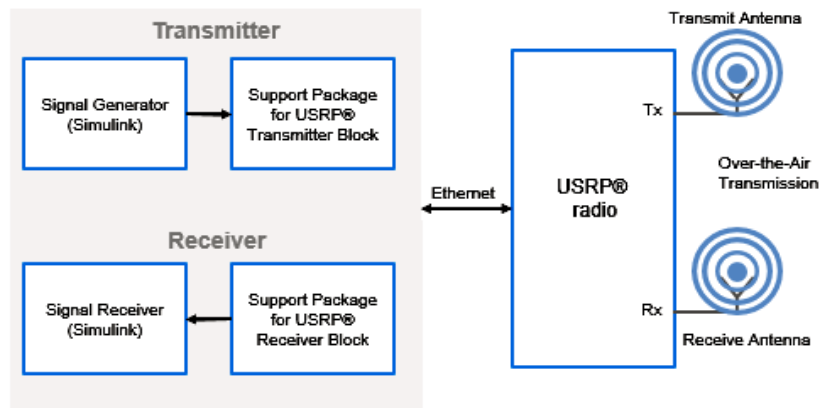 Transmitter
Signal Generator
(Simulink)
Support Package
for USRP®
Transmitter Block
Receiver
Signal Receiver
(Simulink)
Support Package
for USRP®
Receiver Block
Ethernet
USRP®
radio
Tx
Rx
Transmit Antenna
Over-the-Air
Transmission
Receive Antenna